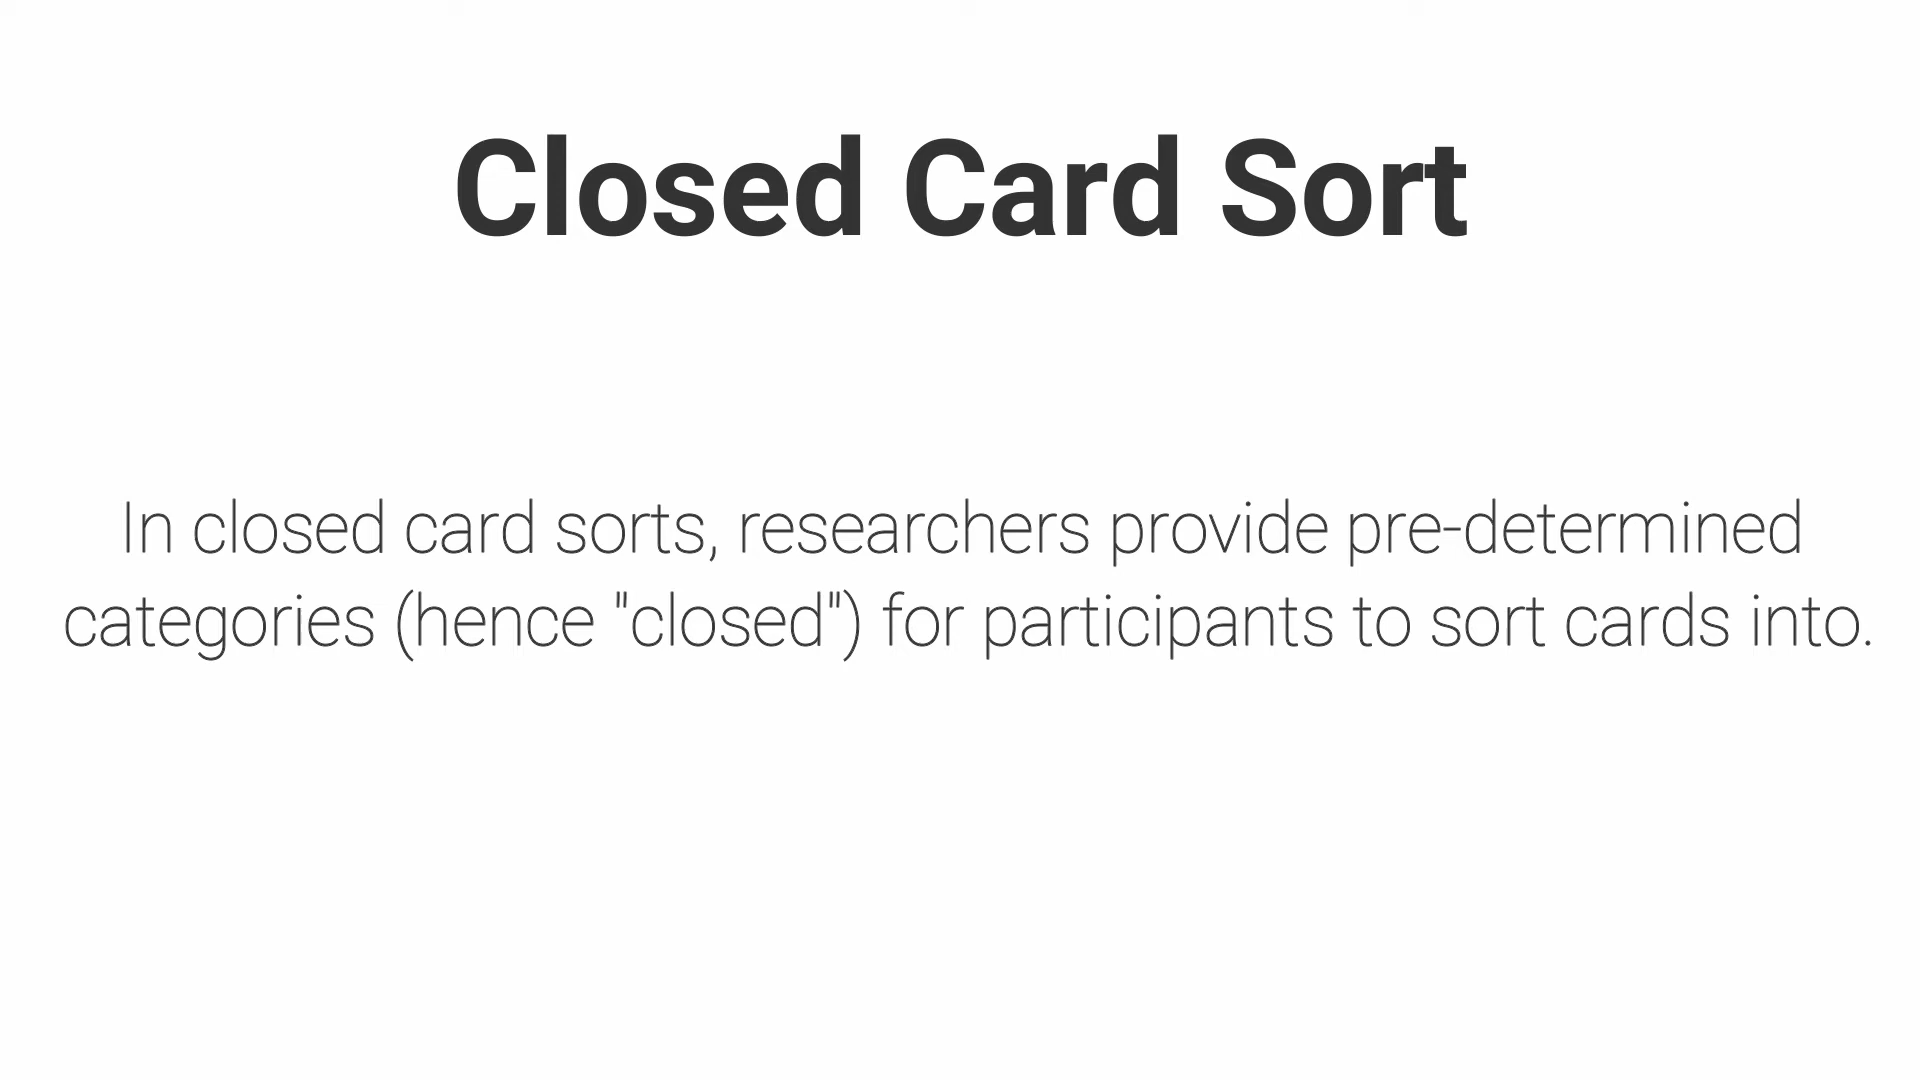 Closed Card Sort
In closed card sorts, researchers provide pre-determined
categories (hence "closed") for participants to sort cards into.